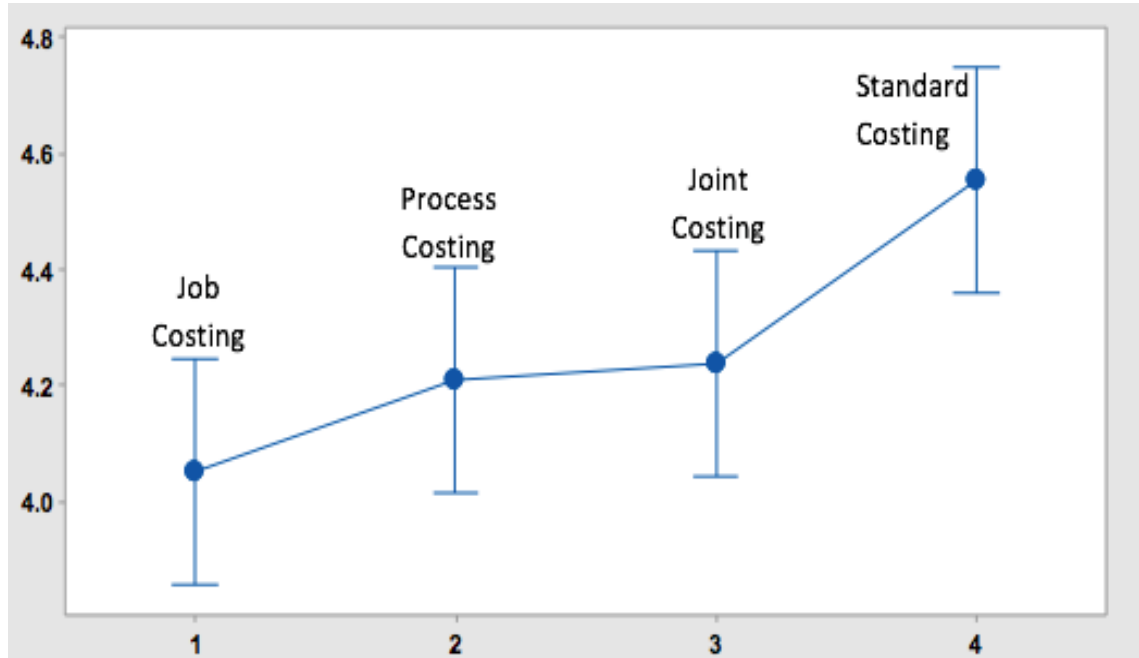 4.8
Standard
Costing
4.6
Joint
Costing
Process
Costing
4.4
Job
Costing
4.2
4.0
1 2 3 4